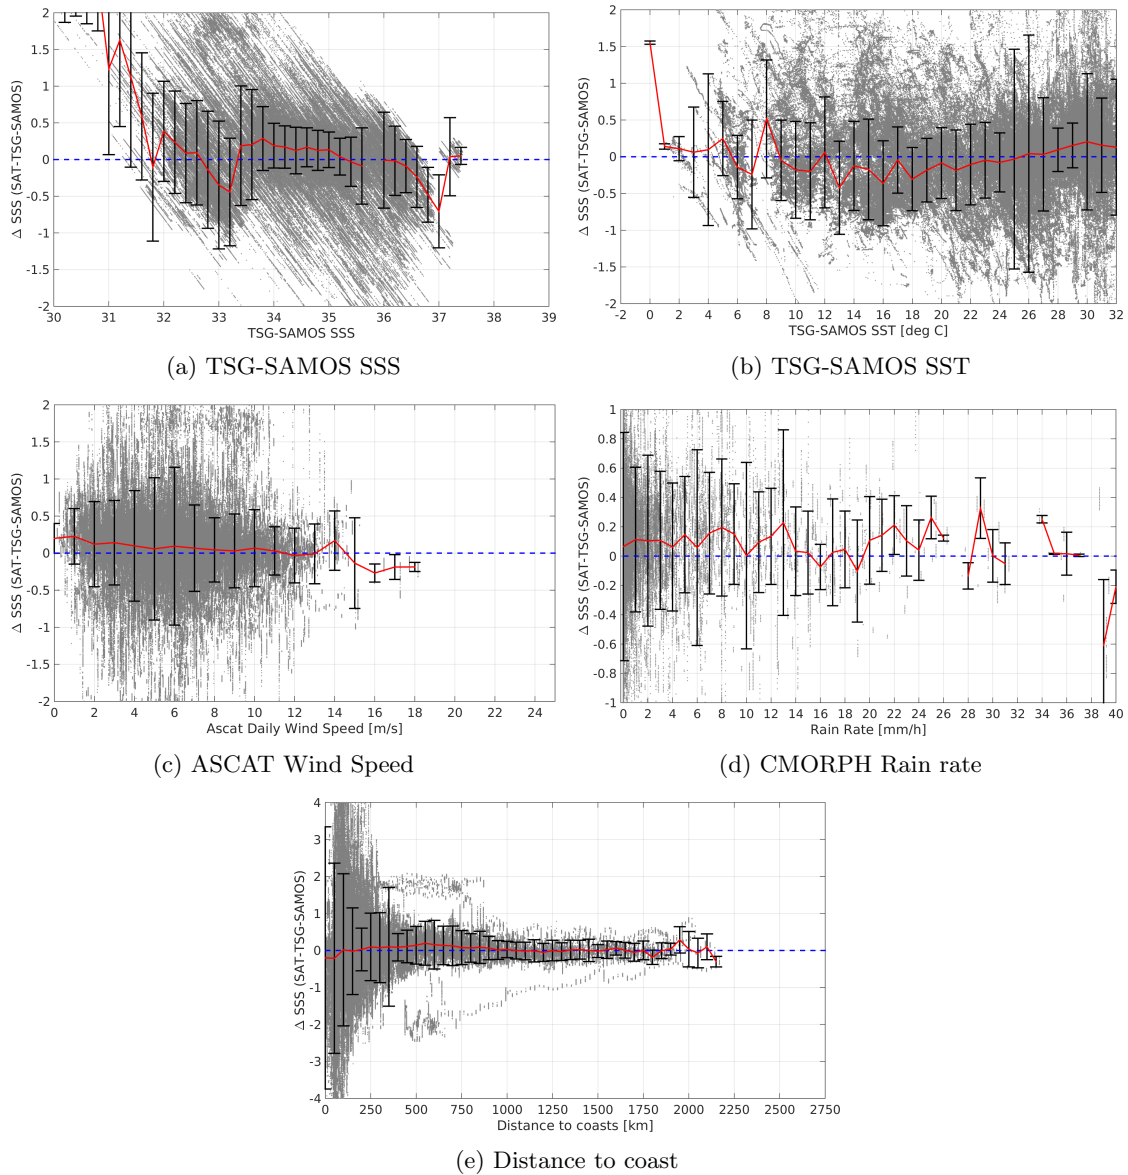 2
1.5
1
0.5
0
-0.5
-1
-1.5
-2
Δ SSS (SAT-TSG-SAMOS)
30 31 32 33 34 35 36 37 38 39
TSG-SAMOS SSS
(a) TSG-SAMOS SSS
2
1.5
1
0.5
0
-0.5
-1
-1.5
-2
Δ SSS (SAT-TSG-SAMOS)
-2 0 2 4 6 8 10 12 14 16 18 20 22 24 26 28 30 32
TSG-SAMOS SST [deg C]
(b) TSG-SAMOS SST
2
1.5
1
0.5
0
-0.5
-1
-1.5
-2
Δ SSS (SAT-TSG-SAMOS)
0 2 4 6 8 10 12 14 16 18 20 22 24
Ascat Daily Wind Speed [m/s]
(c) ASCAT Wind Speed
1
0.8
0.6
0.4
0.2
0
-0.2
-0.4
-0.6
-0.8
-1
Δ SSS (SAT-TSG-SAMOS)
0 2 4 6 8 10 12 14 16 18 20 22 24 26 28 30 32 34 36 38 40
Rain Rate [mm/h]
(d) CMORPH Rain rate
4
3
2
1
0
-1
-2
-3
-4
Δ SSS (SAT-TSG-SAMOS)
0 250 500 750 1000 1250 1500 1750 2000 2250 2500 2750
Distance to coasts [km]
(e) Distance to coast